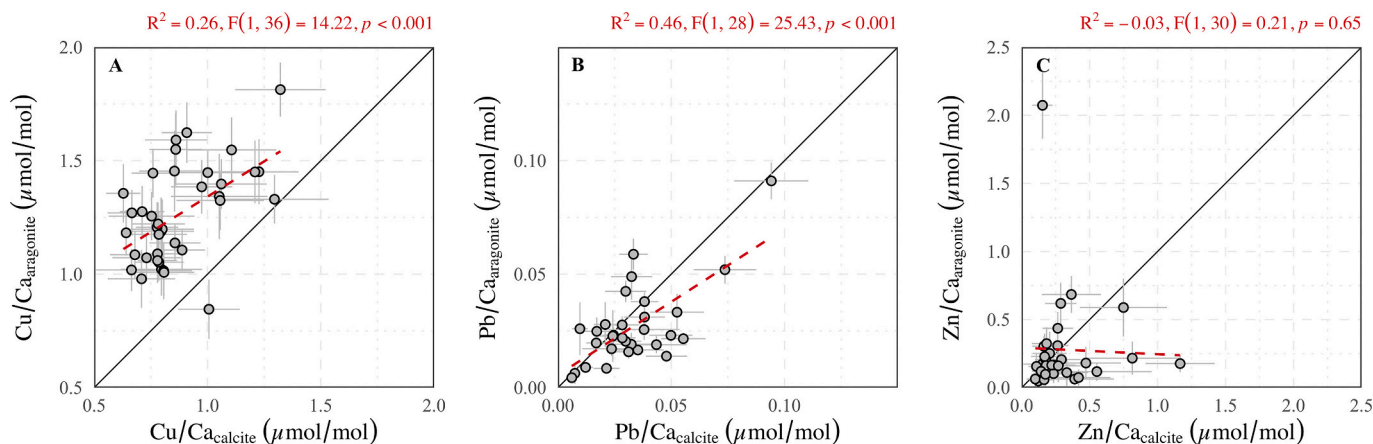 R² = 0.26, F(1, 36) = 14.22, p < 0.001
A
2.0
1.5
1.0
0.5
Cu/Ca_aragonite (μmol/mol)
0.5 1.0 1.5 2.0
Cu/Ca_calcite (μmol/mol)
R² = 0.46, F(1, 28) = 25.43, p < 0.001
B
0.10
0.05
0.00
Pb/Ca_aragonite (μmol/mol)
0.00 0.05 0.10
Pb/Ca_calcite (μmol/mol)
R² = −0.03, F(1, 30) = 0.21, p = 0.65
C
2.5
2.0
1.5
1.0
0.5
0.0
Zn/Ca_aragonite (μmol/mol)
0.0 0.5 1.0 1.5 2.0 2.5
Zn/Ca_calcite (μmol/mol)